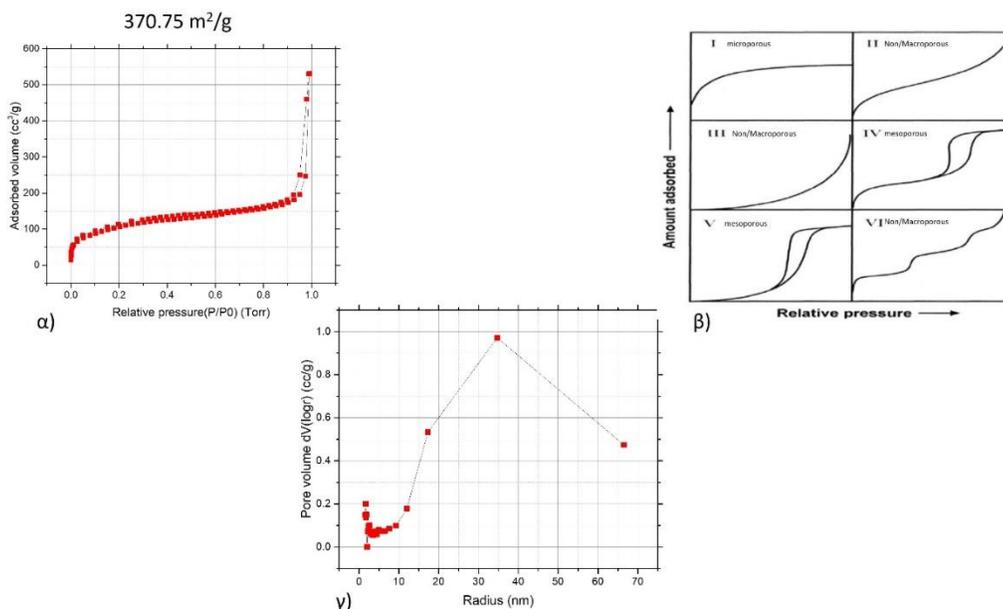 370.75 m²/g
600
500
400
300
200
100
0
Adsorbed volume (cc³/g)
0.0 0.2 0.4 0.6 0.8 1.0
Relative pressure(P/P0) (Torr)
α)
I microporous
II Non/Macroporous
III Non/Macroporous
IV mesoporous
V mesoporous
VI Non/Macroporous
Amount adsorbed
Relative pressure
β)
1.0
0.8
0.6
0.4
0.2
0.0
Pore volume dV(logr) (cc/g)
0 10 20 30 40 50 60 70
Radius (nm)
γ)